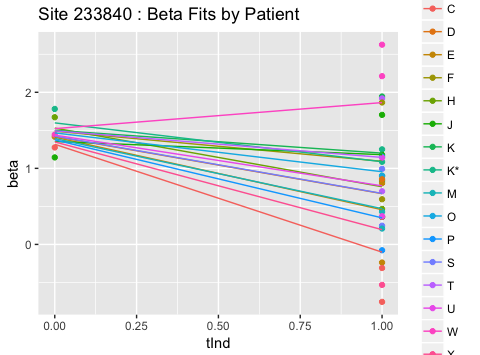 Site 233840 : Beta Fits by Patient
beta
2
1
0
0.00 0.25 0.50 0.75 1.00
tInd
C
D
E
F
H
J
K
K*
M
O
P
S
T
U
W